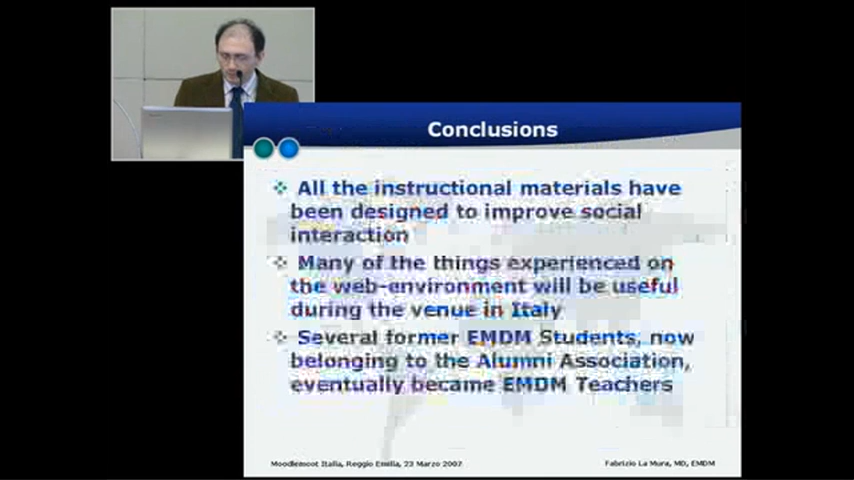 Conclusions
All the instructional materials have
been designed to improve social
interaction
Many of the things experienced on
the web-environment will be useful
during the venue in Italy
Several former EMDM Students, now
belonging to the Alumni Association,
eventually became EMDM Teachers
Moodlemoot Italia, Reggio Emilia, 23 Marzo 2007
Fabrizio La Mura, MD, EMDM